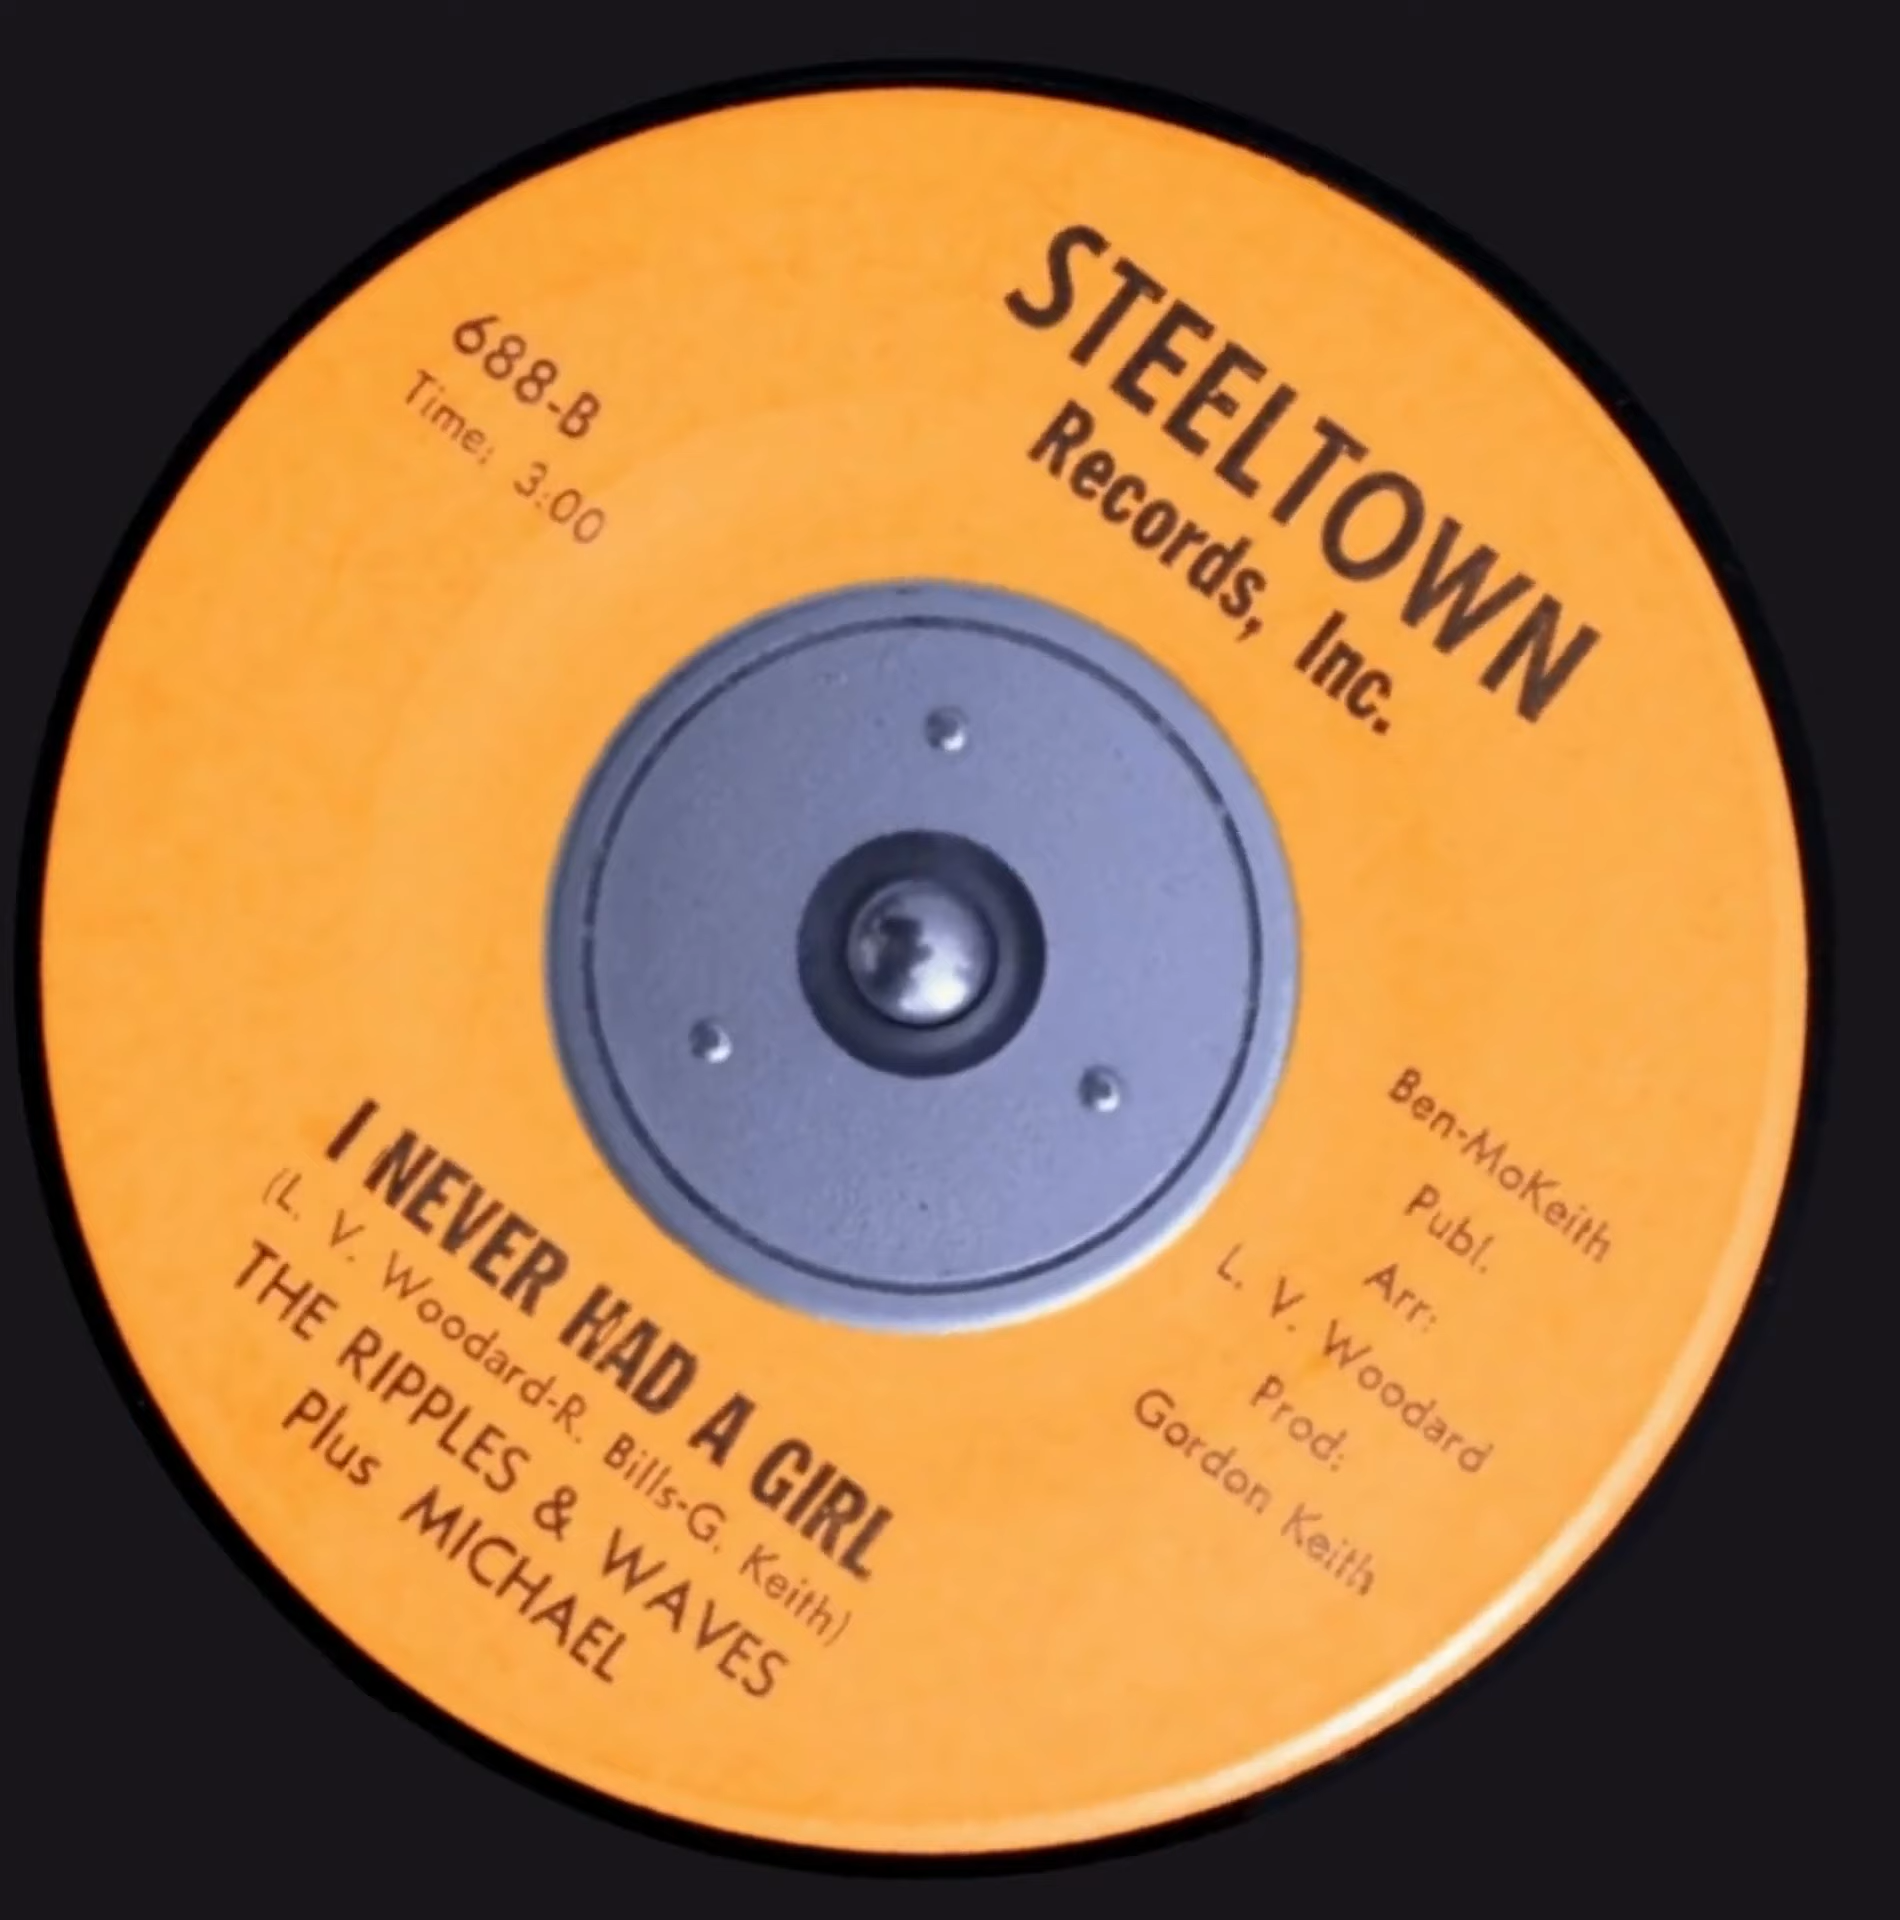 STEELTOWN
Records, Inc.
688-B
Time: 3:00
Ben-MoKeith
Publ.
Arr:
L. V. Woodard
Prod:
Gordon Keith
I NEVER HAD A GIRL
(L. V. Woodard-R. Bills-G. Keith)
THE RIPPLES & WAVES
Plus MICHAEL